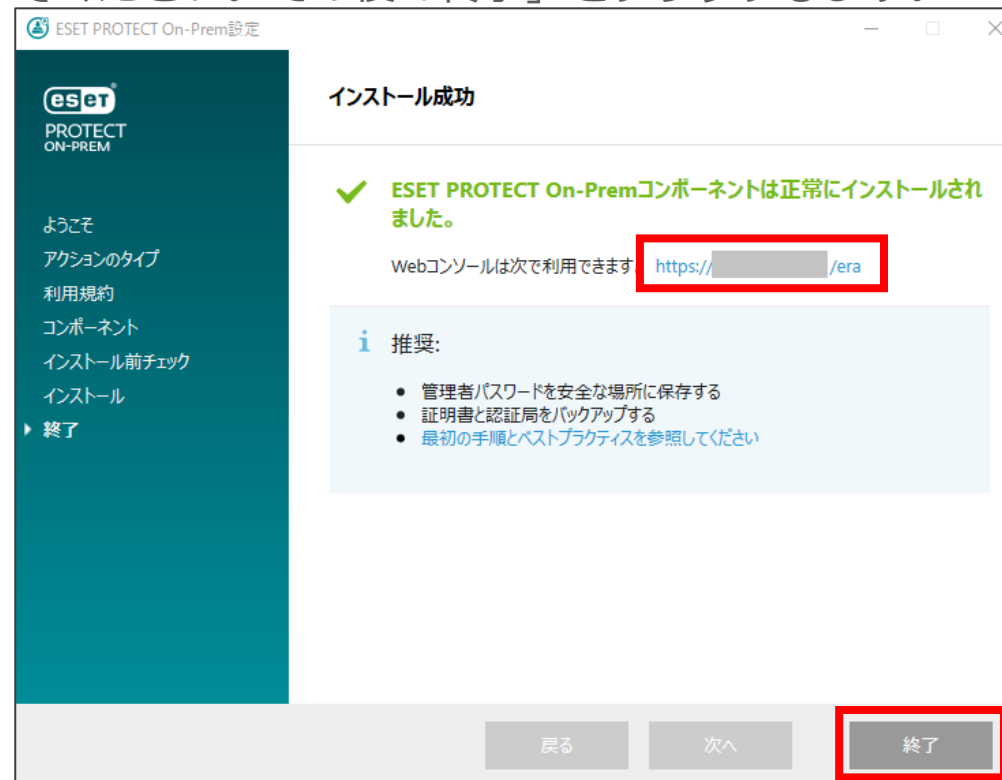 ESET PROTECT On-Prem設定
eset
PROTECT
ON-PREM
ようこそ
アクションのタイプ
利用規約
コンポーネント
インストール前チェック
インストール
終了
インストール成功
ESET PROTECT On-Premコンポーネントは正常にインストールされ
ました。
Webコンソールは次で利用できます。 https:// /era
i 推奨:
● 管理者パスワードを安全な場所に保存する
● 証明書と認証局をバックアップする
● 最初の手順とベストプラクティスを参照してください
戻る
次へ
終了